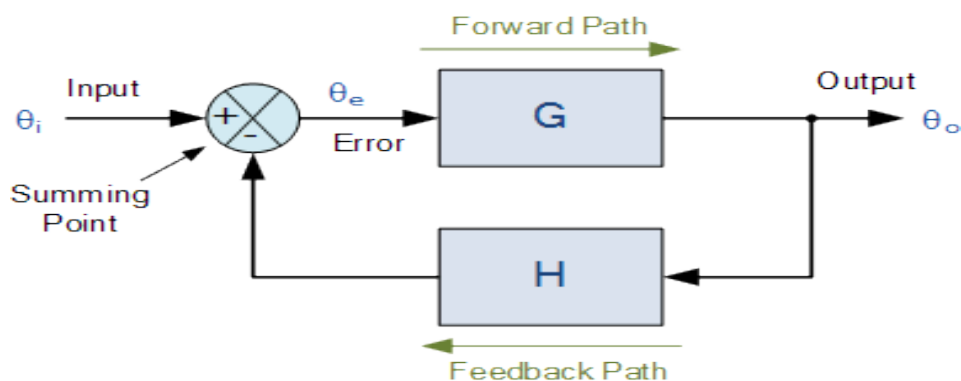 Forward Path
Input
Output
θi
+
-
θe
Error
G
θo
Summing
Point
H
Feedback Path